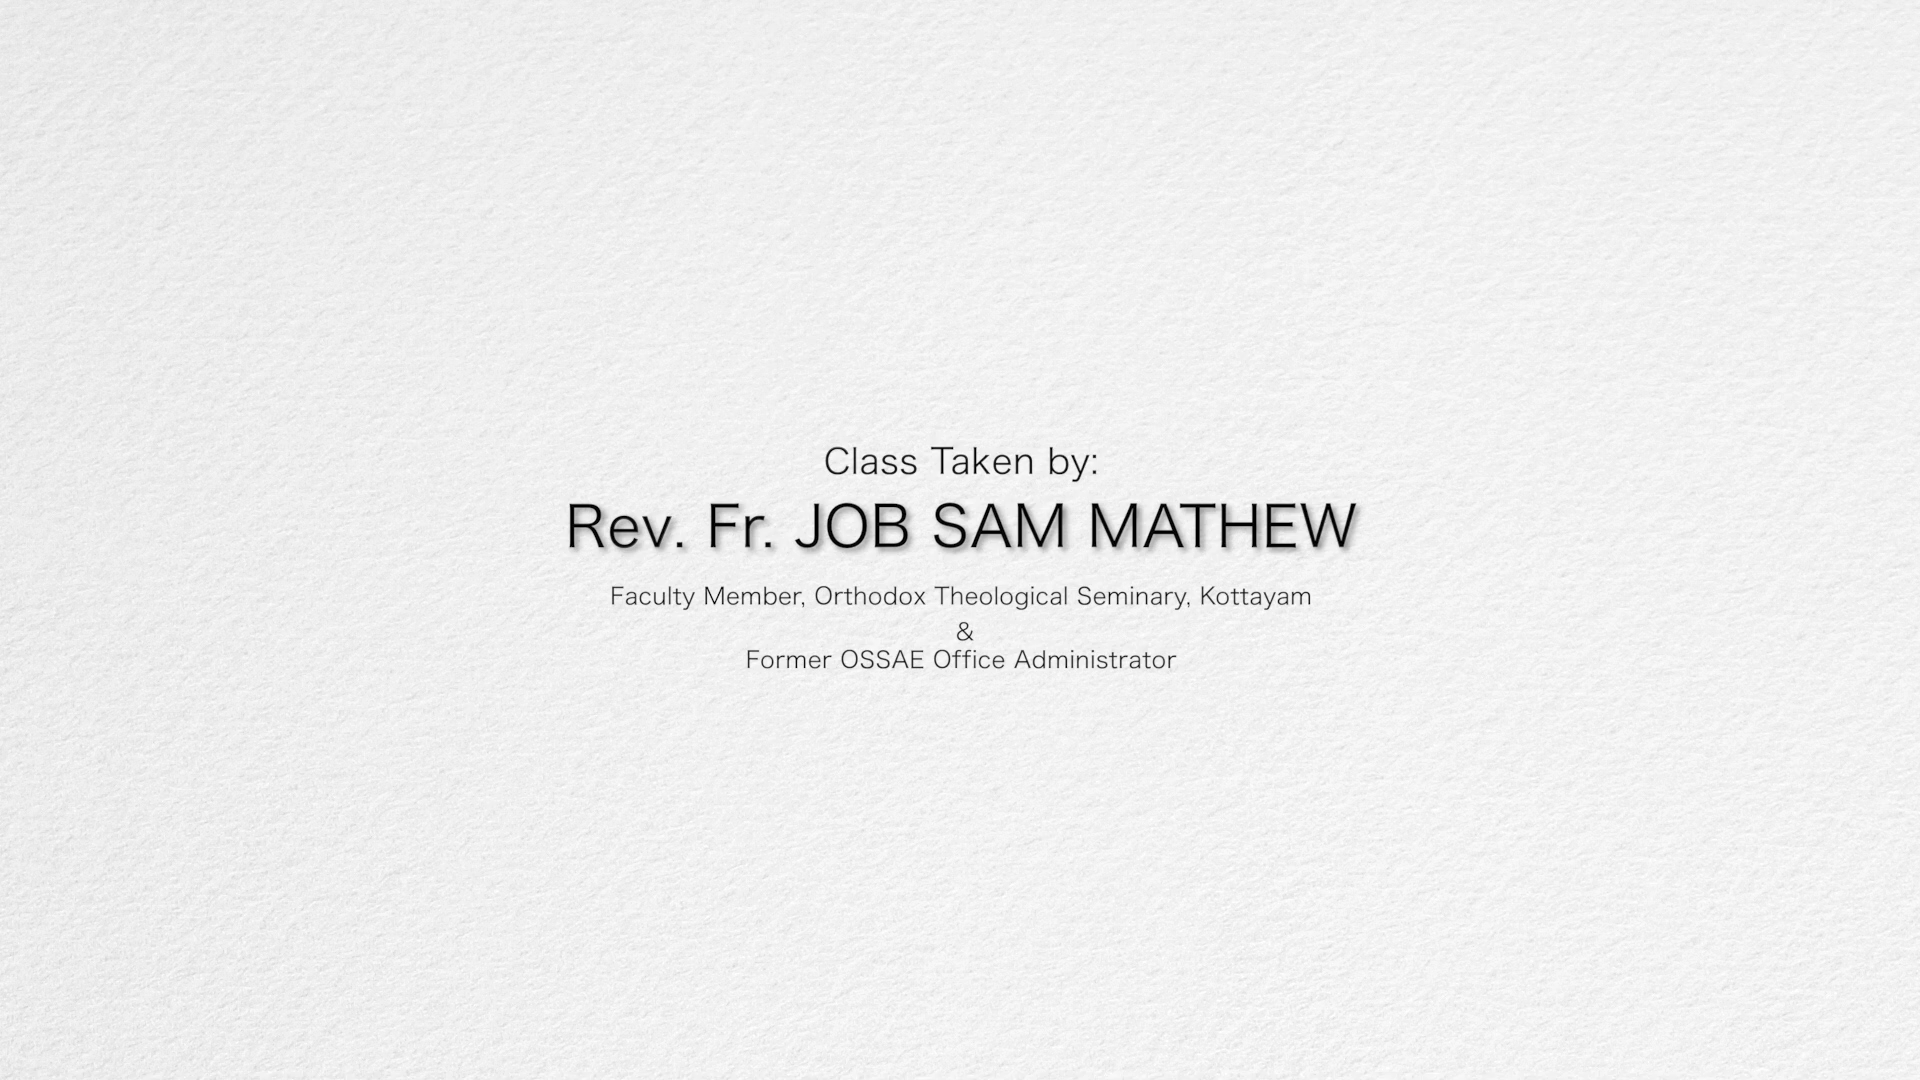 Class Taken by:
Rev. Fr. JOB SAM MATHEW
Faculty Member, Orthodox Theological Seminary, Kottayam
&
Former OSSAE Office Administrator